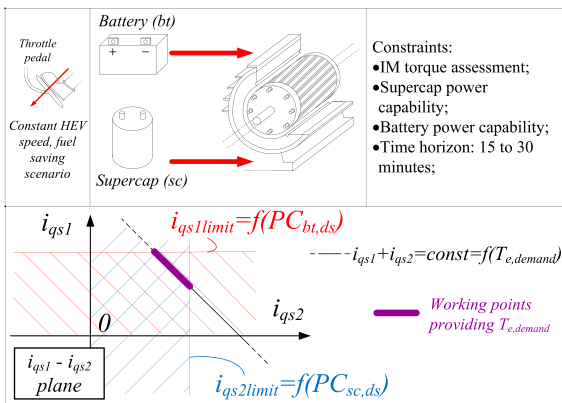 Throttle
pedal
Constant HEV
speed, fuel
saving
scenario
Battery (bt)
+ −
Supercap (sc)
Constraints:
•IM torque assessment;
•Supercap power
capability;
•Battery power capability;
•Time horizon: 15 to 30
minutes;
iqs1
iqs1limit=f(PCbt,ds)
iqs1+iqs2=const=f(Te,demand)
iqs2
0
Working points
providing Te,demand
iqs1 - iqs2
plane
iqs2limit=f(PCsc,ds)